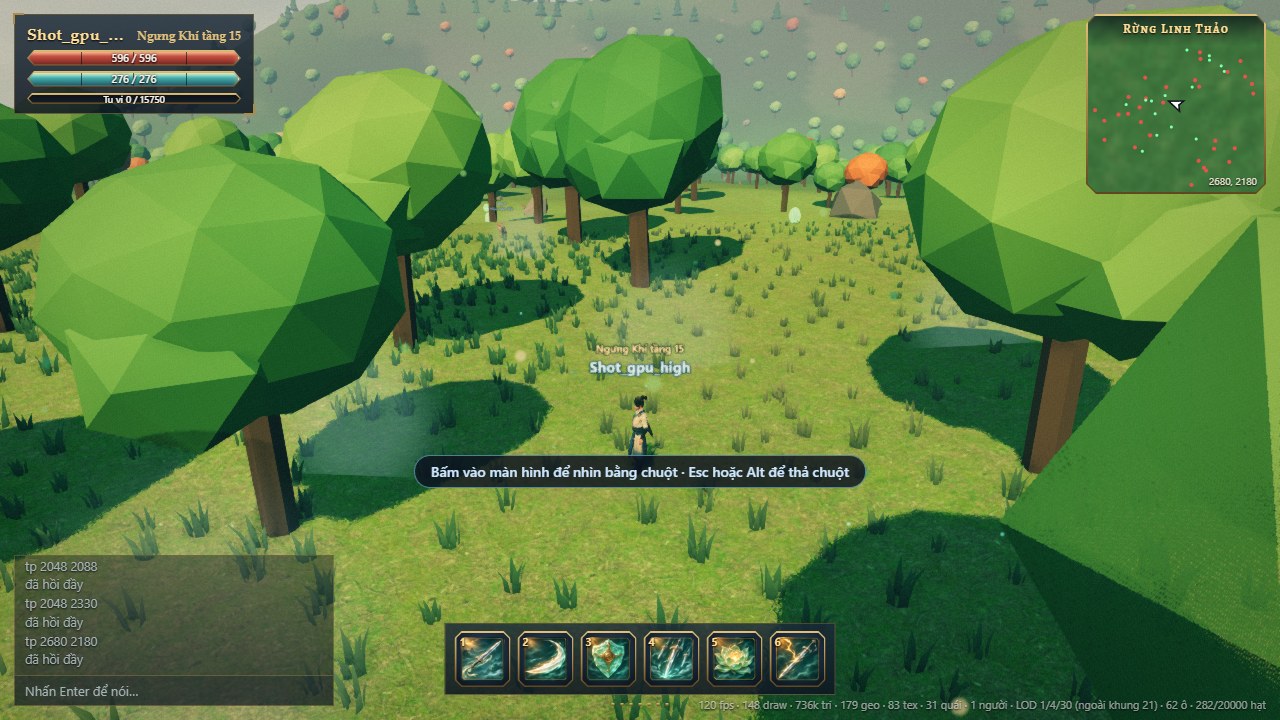 Shot_gpu_... Ngưng Khí tầng 15
596 / 596
276 / 276
Tu vi 0 / 15750
RỪNG LINH THẢO
2680, 2180
Ngưng Khí tầng 15
Shot_gpu_high
Bấm vào màn hình để nhìn bằng chuột · Esc hoặc Alt để thả chuột
tp 2048 2088
đã hồi đầy
tp 2048 2330
đã hồi đầy
tp 2680 2180
đã hồi đầy
Nhấn Enter để nói...
1 2 3 4 5 6
120 fps · 148 draw · 736k tri · 179 geo · 83 tex · 31 quái · 1 người · LOD 1/4/30 (ngoài khung 21) · 62 ô · 282/20000 hạt